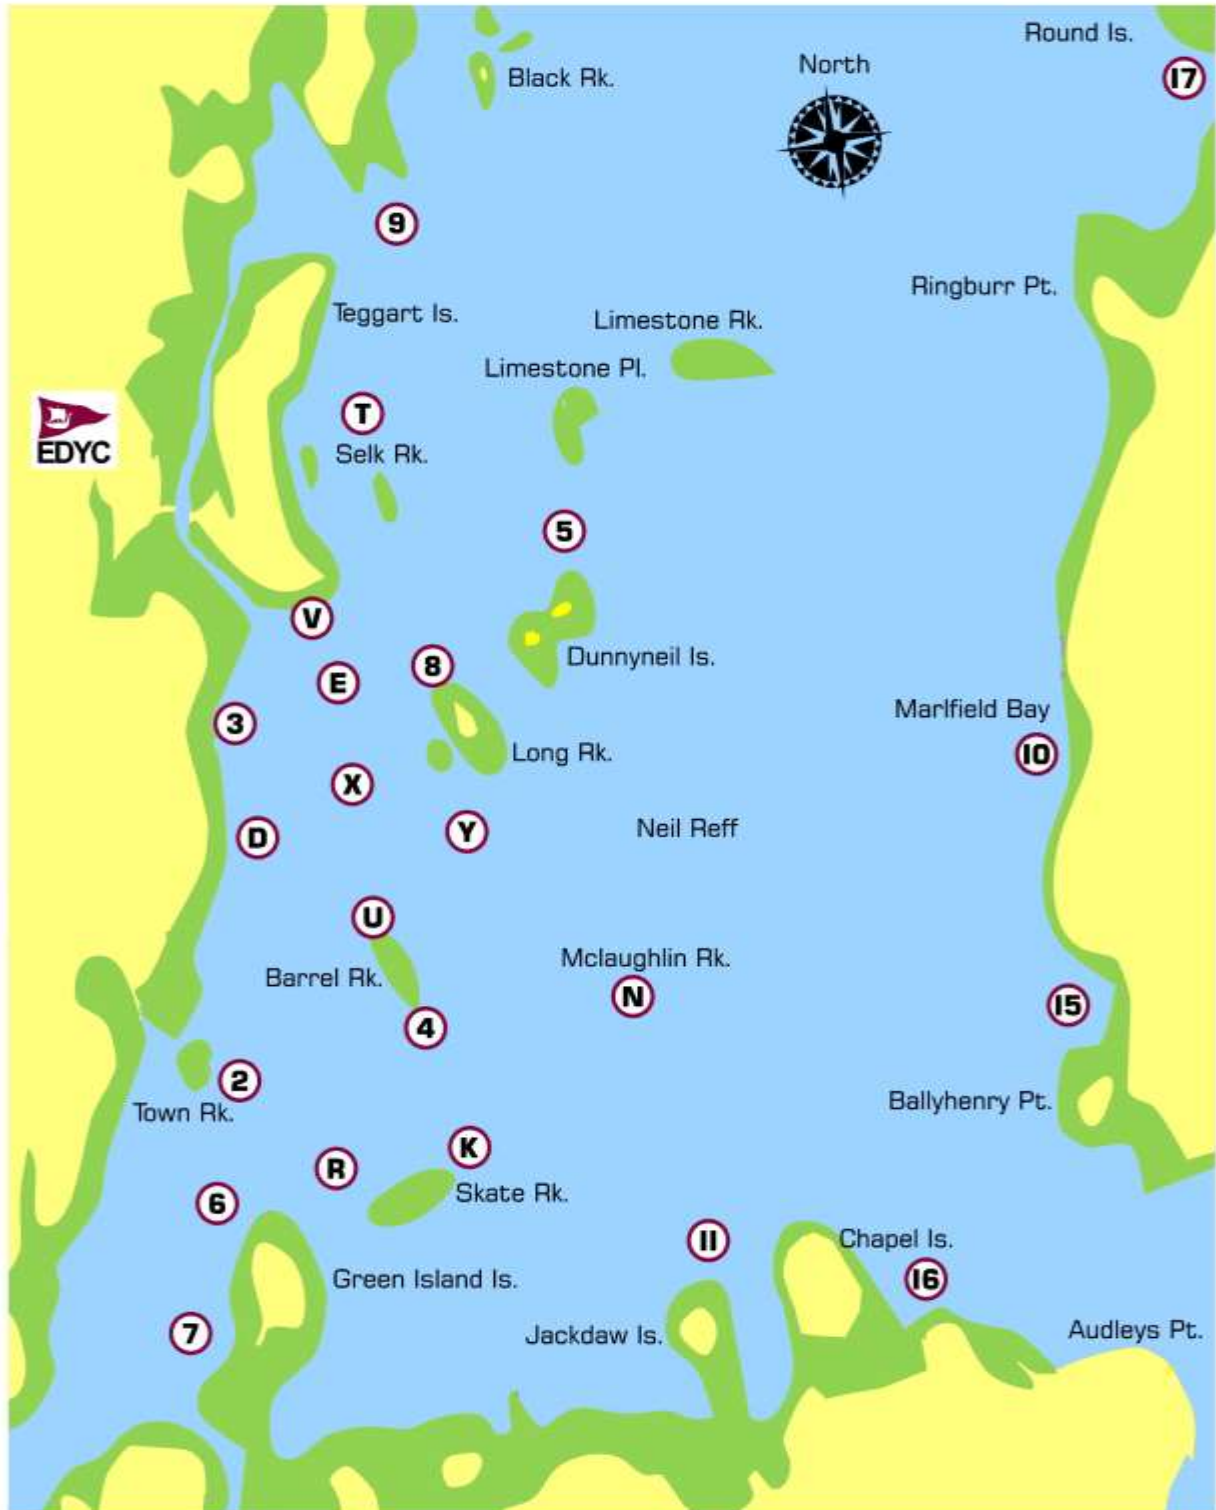 Round Is.
North
17
Black Rk.
9
Ringburr Pt.
Teggart Is.
Limestone Rk.
Limestone Pl.
T
EDYC
Selk Rk.
5
V
Dunnyneil Is.
8
E
Marlfield Bay
3
Long Rk.
10
X
Neil Reff
Y
D
U
Mclaughlin Rk.
Barrel Rk.
N
15
4
2
Ballyhenry Pt.
Town Rk.
K
R
Skate Rk.
6
11
Chapel Is.
Green Island Is.
16
7
Jackdaw Is.
Audleys Pt.